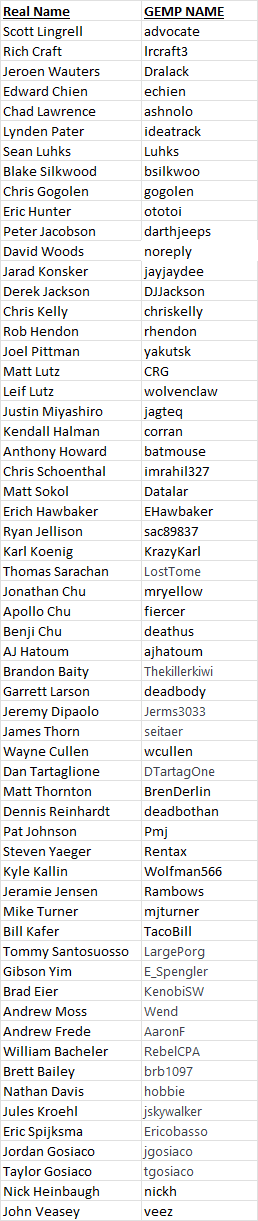 Real Name GEMP NAME
Scott Lingrell advocate
Rich Craft lrcraft3
Jeroen Wauters Dralack
Edward Chien echien
Chad Lawrence ashnolo
Lynden Pater ideatrack
Sean Luhks Luhks
Blake Silkwood bsilkwoo
Chris Gogolen gogolen
Eric Hunter ototoi
Peter Jacobson darthjeeps
David Woods noreply
Jarad Konsker jayjaydee
Derek Jackson DJJackson
Chris Kelly chriskelly
Rob Hendon rhendon
Joel Pittman yakutsk
Matt Lutz CRG
Leif Lutz wolvenclaw
Justin Miyashiro jagteq
Kendall Halman corran
Anthony Howard batmouse
Chris Schoenthal imrahil327
Matt Sokol Datalar
Erich Hawbaker EHawbaker
Ryan Jellison sac89837
Karl Koenig KrazyKarl
Thomas Sarachan LostTome
Jonathan Chu mryellow
Apollo Chu fiercer
Benji Chu deathus
AJ Hatoum ajhatoum
Brandon Baity Thekillerkiwi
Garrett Larson deadbody
Jeremy Dipaolo Jerms3033
James Thorn seitaer
Wayne Cullen wcullen
Dan Tartaglione DTartagOne
Matt Thornton BrenDerlin
Dennis Reinhardt deadbothan
Pat Johnson Pmj
Steven Yaeger Rentax
Kyle Kallin Wolfman566
Jeramie Jensen Rambows
Mike Turner mjturner
Bill Kafer TacoBill
Tommy Santosuosso LargePorg
Gibson Yim E_Spengler
Brad Eier KenobiSW
Andrew Moss Wend
Andrew Frede AaronF
William Bacheler RebelCPA
Brett Bailey brb1097
Nathan Davis hobbie
Jules Kroehl jskywalker
Eric Spijksma Ericobasso
Jordan Gosiaco jgosiaco
Taylor Gosiaco tgosiaco
Nick Heinbaugh nickh
John Veasey veez